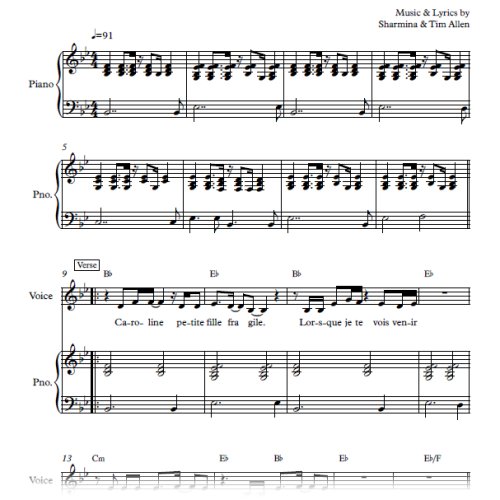 Music & Lyrics by
Sharmina & Tim Allen
♩=91
Piano
5
Pno.
9 Verse B♭ E♭ B♭ E♭
Voice
Ca-ro-line pe-tite fille fra gile. Lor-s-que je te vois ven-ir
Pno.
13 Cm B♭ E♭ B♭ E♭ E♭/F
Voice